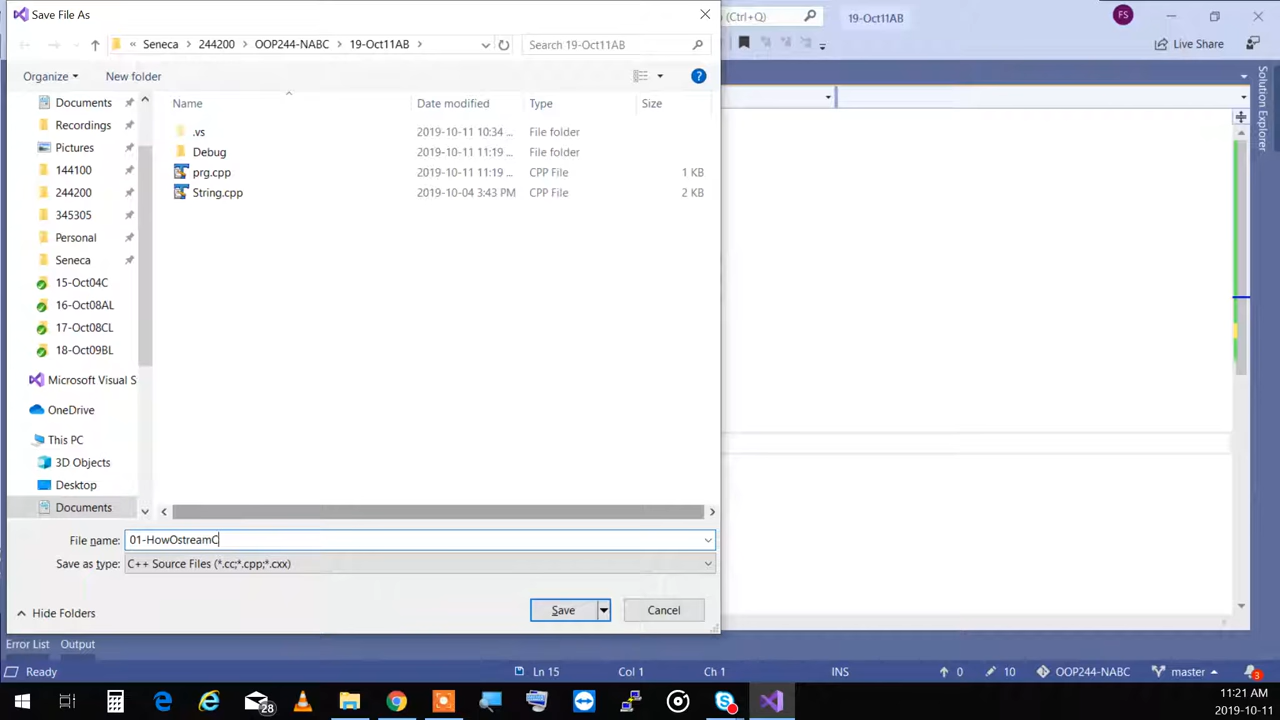 Save File As
(Ctrl+Q)
19-Oct11AB
FS
« Seneca > 244200 > OOP244-NABC > 19-Oct11AB >
Search 19-Oct11AB
Live Share
Organize
New folder
?
Documents
Name
Date modified
Type
Size
Recordings
.vs
2019-10-11 10:34 ...
File folder
Pictures
Debug
2019-10-11 11:19 ...
File folder
144100
prg.cpp
2019-10-11 11:19 ...
CPP File
1 KB
244200
String.cpp
2019-10-04 3:43 PM
CPP File
2 KB
345305
Personal
Seneca
15-Oct04C
16-Oct08AL
17-Oct08CL
18-Oct09BL
Microsoft Visual S
OneDrive
This PC
3D Objects
Desktop
Documents
File name:
01-HowOstreamC
Save as type:
C++ Source Files (*.cc;*.cpp;*.cxx)
Hide Folders
Save
Cancel
Solution Explorer
Error List
Output
Ready
Ln 15
Col 1
Ch 1
INS
0
10
OOP244-NABC
master
3
28
11:21 AM
2019-10-11